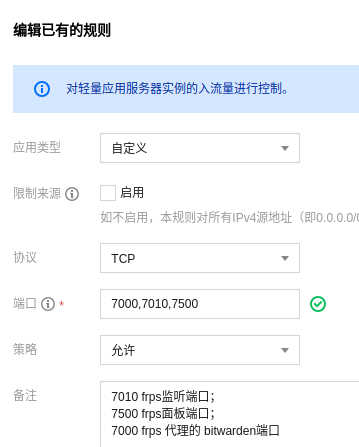 编辑已有的规则
对轻量应用服务器实例的入流量进行控制。
应用类型 自定义
限制来源 启用
如不启用，本规则对所有IPv4源地址（即0.0.0.0/
协议 TCP
端口 * 7000,7010,7500
策略 允许
备注 7010 frps监听端口；
7500 frps面板端口；
7000 frps 代理的 bitwarden端口